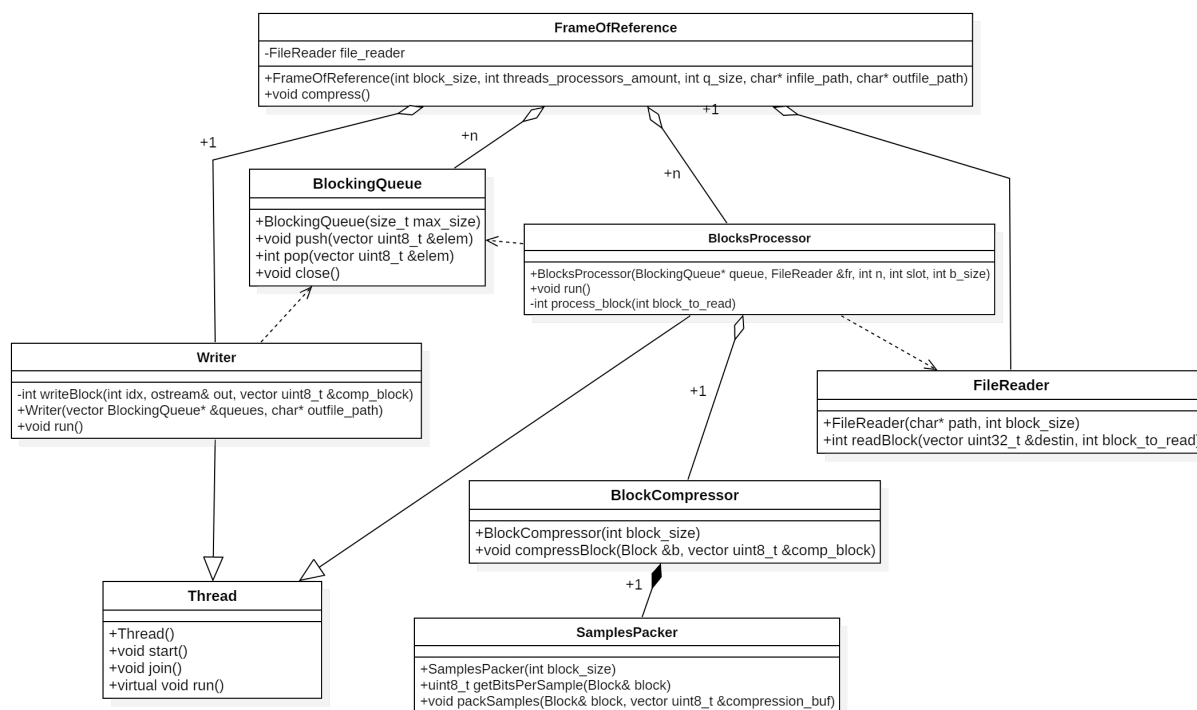 FrameOfReference
-FileReader file_reader
+FrameOfReference(int block_size, int threads_processors_amount, int q_size, char* infile_path, char* outfile_path)
+void compress()
+1
+n
+n
+1
BlockingQueue
+BlockingQueue(size_t max_size)
+void push(vector uint8_t &elem)
+int pop(vector uint8_t &elem)
+void close()
BlocksProcessor
+BlocksProcessor(BlockingQueue* queue, FileReader &fr, int n, int slot, int b_size)
+void run()
-int process_block(int block_to_read)
Writer
-int writeBlock(int idx, ostream& out, vector uint8_t &comp_block)
+Writer(vector BlockingQueue* &queues, char* outfile_path)
+void run()
FileReader
+FileReader(char* path, int block_size)
+int readBlock(vector uint32_t &destin, int block_to_read)
+1
BlockCompressor
+BlockCompressor(int block_size)
+void compressBlock(Block &b, vector uint8_t &comp_block)
+1
Thread
+Thread()
+void start()
+void join()
+virtual void run()
SamplesPacker
+SamplesPacker(int block_size)
+uint8_t getBitsPerSample(Block& block)
+void packSamples(Block& block, vector uint8_t &compression_buf)